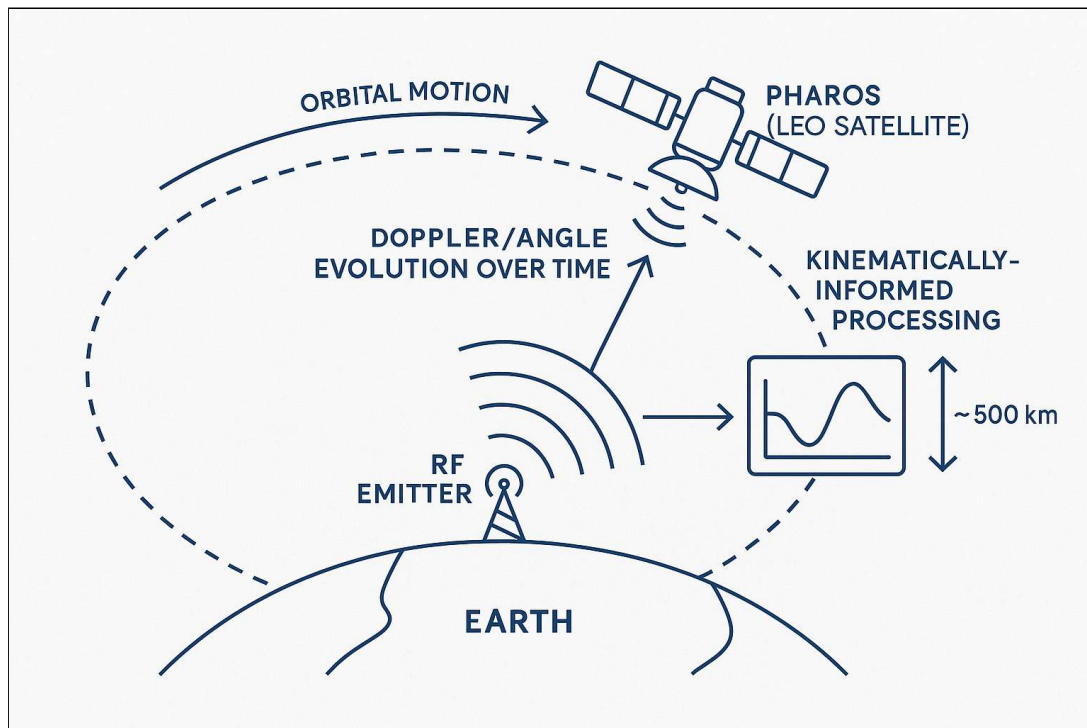 ORBITAL MOTION
PHAROS
(LEO SATELLITE)
DOPPLER/ANGLE
EVOLUTION OVER TIME
KINEMATICALLY-
INFORMED
PROCESSING
~500 km
RF
EMITTER
EARTH